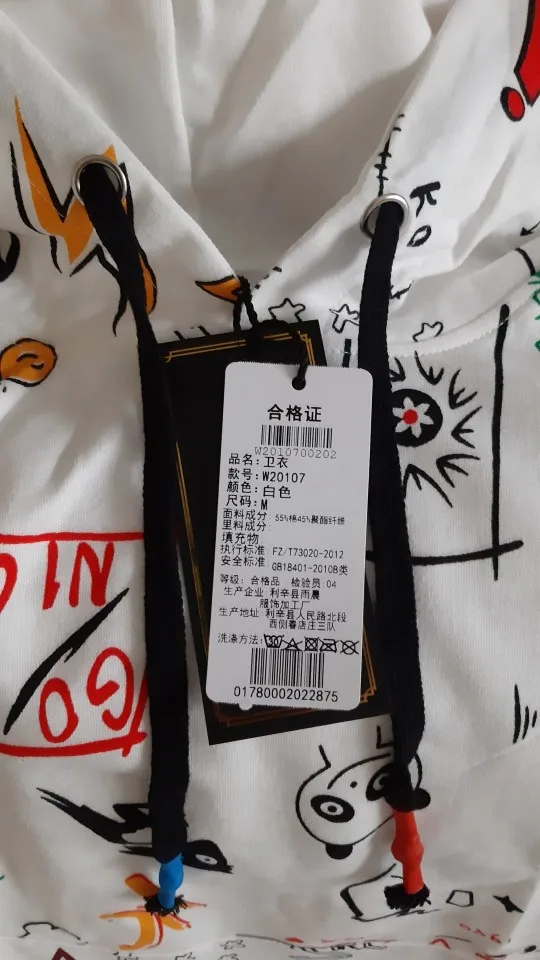 KO
合格证
W2010700202
品名:卫衣
款号:W20107
颜色:白色
尺码:M
面料成分: 55%棉45%聚酯纤维
里料成分:
填充物:
执行标准: FZ/T73020-2012
安全标准: GB18401-2010B类
等级: 合格品 检验员:04
生产企业:利辛县雨晨
服饰加工厂
生产地址:利辛县人民路北段
西侧春店庄三队
洗涤方法:
01780002022875
NI
GO